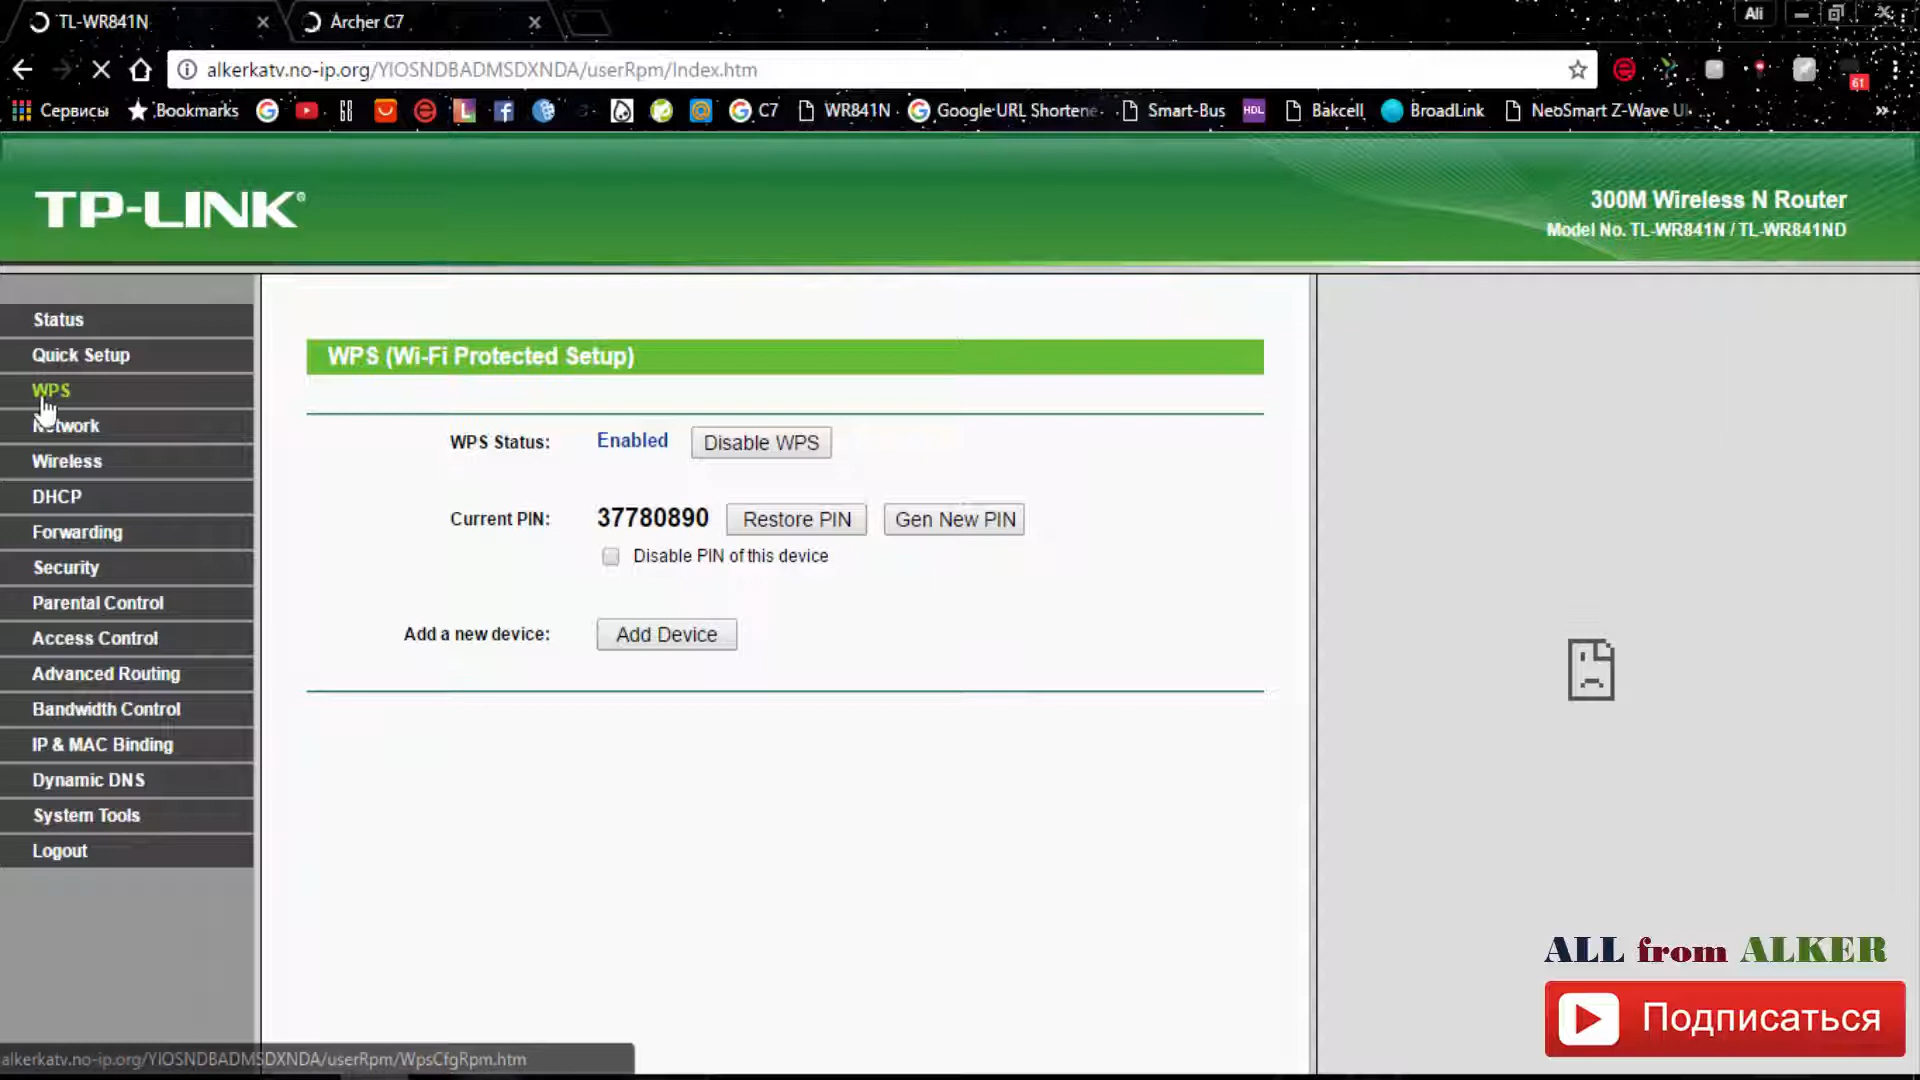 TL-WR841N
Archer C7
Ali
alkerkatv.no-ip.org/YIOSNDBADMSDXNDA/userRpm/Index.htm
61
Сервисы
Bookmarks
C7
WR841N
Google URL Shortene
Smart-Bus
HDL
Bakcell
BroadLink
NeoSmart Z-Wave U
TP-LINK®
300M Wireless N Router
Model No. TL-WR841N / TL-WR841ND
Status
Quick Setup
WPS
Network
Wireless
DHCP
Forwarding
Security
Parental Control
Access Control
Advanced Routing
Bandwidth Control
IP & MAC Binding
Dynamic DNS
System Tools
Logout
WPS (Wi-Fi Protected Setup)
WPS Status: Enabled Disable WPS
Current PIN: 37780890 Restore PIN Gen New PIN
Disable PIN of this device
Add a new device: Add Device
ALL from ALKER
Подписаться
alkerkatv.no-ip.org/YIOSNDBADMSDXNDA/userRpm/WpsCfgRpm.htm